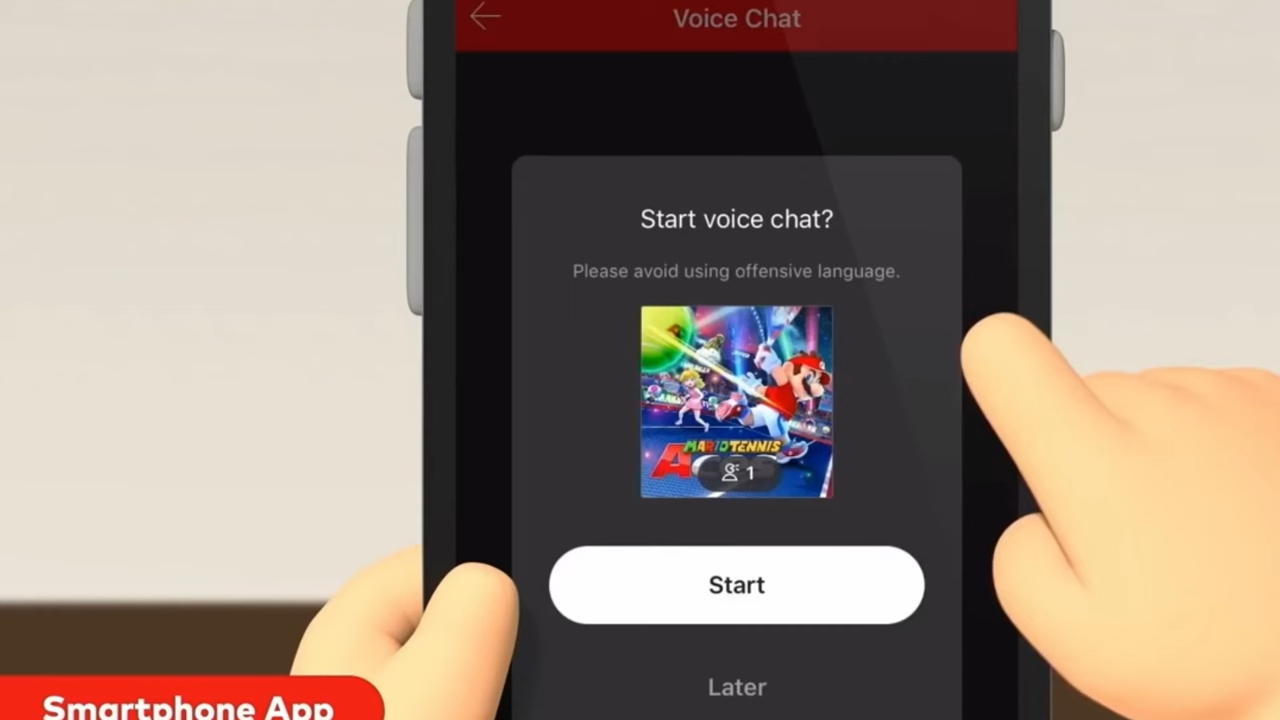 Voice Chat
Start voice chat?
Please avoid using offensive language.
MARIO TENNIS
1
Start
Later
Smartphone App